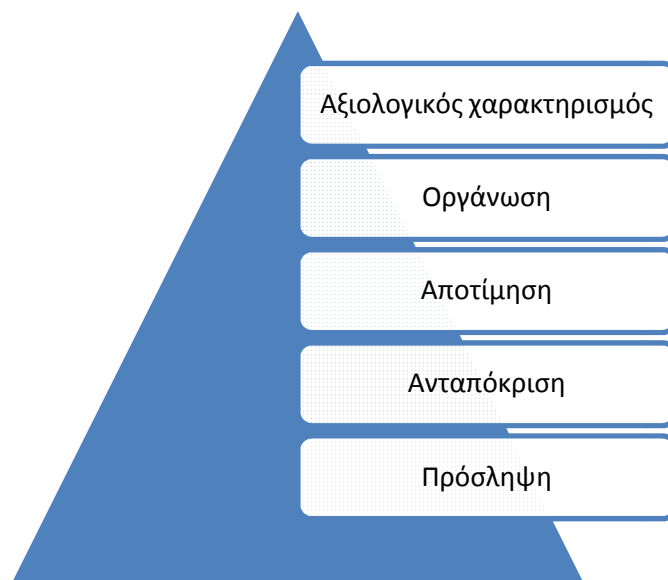 Αξιολογικός χαρακτηρισμός
Οργάνωση
Αποτίμηση
Ανταπόκριση
Πρόσληψη